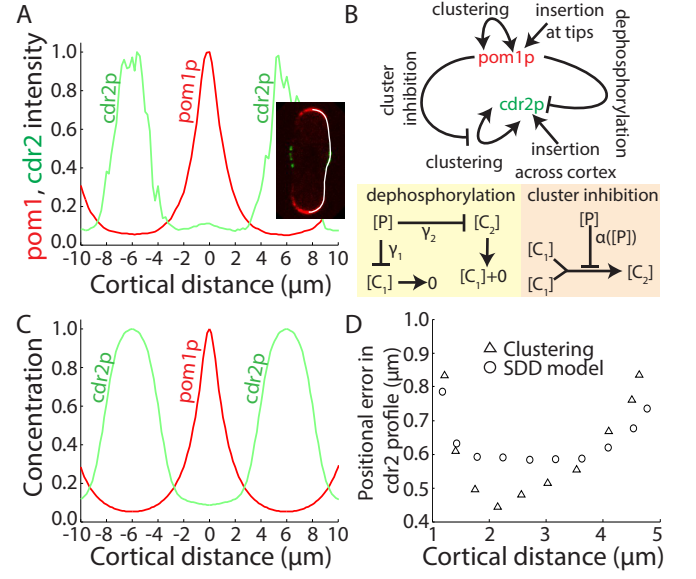 A
pom1, cdr2 intensity
1.0
0.8
0.6
0.4
0.2
0.0
cdr2p
pom1p
cdr2p
-10 -8 -6 -4 -2 0 2 4 6 8 10
Cortical distance (μm)
B
clustering
insertion
at tips
pom1p
cluster
inhibition
dephosphorylation
cdr2p
clustering
insertion
across cortex
dephosphorylation
[P]
γ2
[C2]
γ1
[C1]
0
[C1]+0
cluster inhibition
[P]
α([P])
[C1]
[C1]
[C2]
C
Concentration
1.0
0.8
0.6
0.4
0.2
0.0
cdr2p
pom1p
cdr2p
-10 -8 -6 -4 -2 0 2 4 6 8 10
Cortical distance (μm)
D
Positional error in
cdr2 profile (μm)
0.9
0.8
0.7
0.6
0.5
0.4
Clustering
SDD model
1 2 3 4 5
Cortical distance (μm)